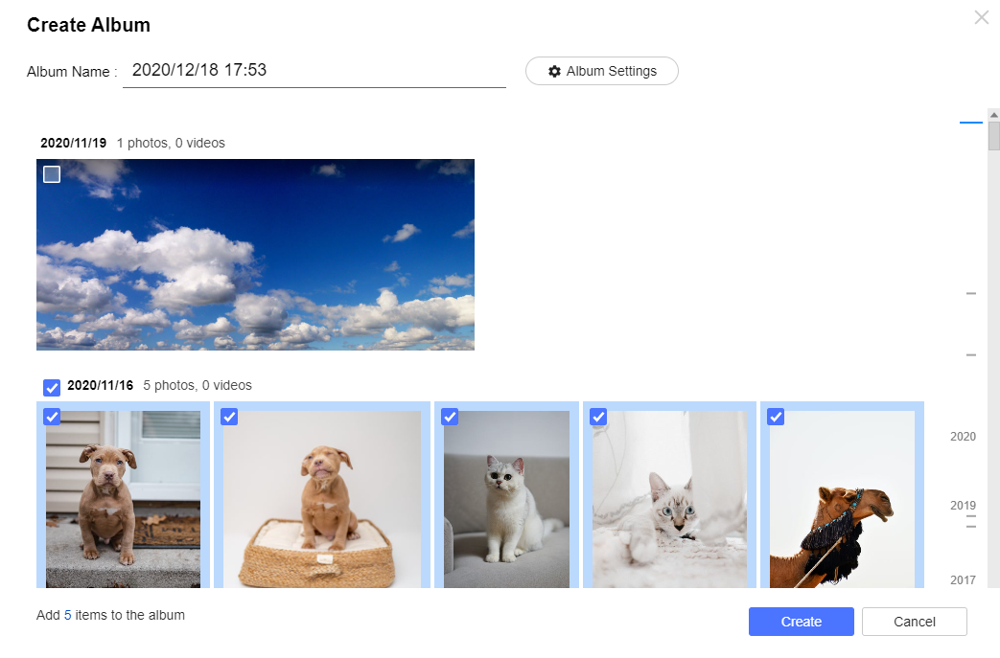 Create Album
Album Name : 2020/12/18 17:53 Album Settings
2020/11/19 1 photos, 0 videos
2020/11/16 5 photos, 0 videos
2020
2019
2017
Add 5 items to the album
Create Cancel